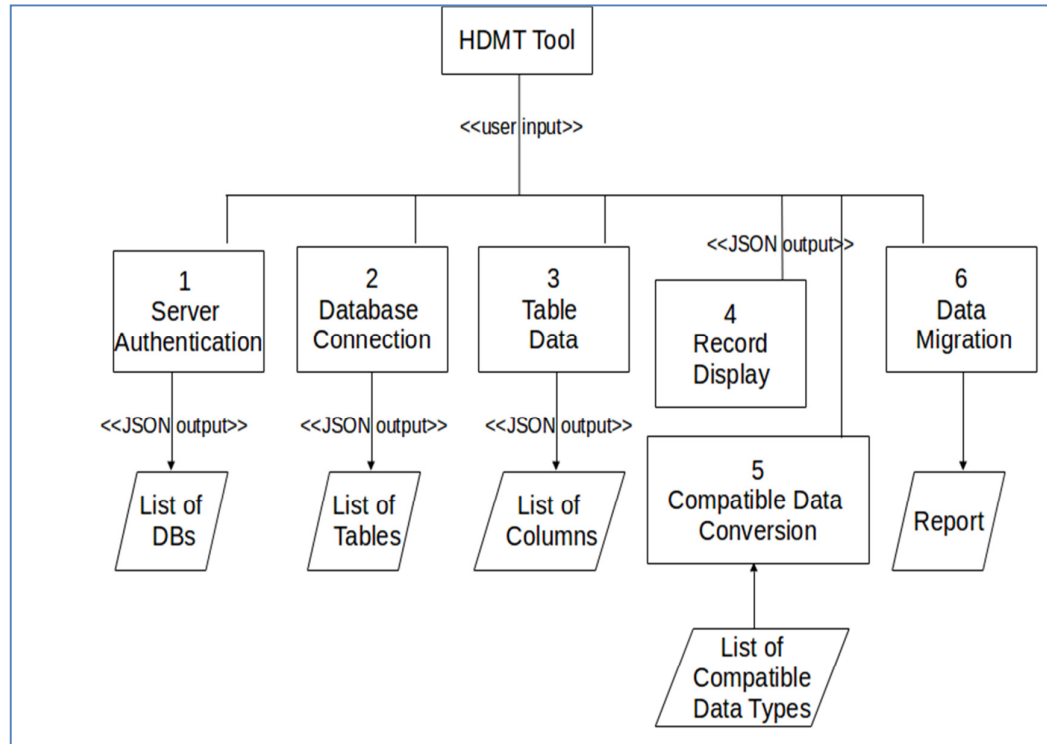 HDMT Tool
<<user input>>
<<JSON output>>
1
Server
Authentication
2
Database
Connection
3
Table
Data
4
Record
Display
6
Data
Migration
<<JSON output>>
<<JSON output>>
<<JSON output>>
5
Compatible Data
Conversion
List of
DBs
List of
Tables
List of
Columns
Report
List of
Compatible
Data Types